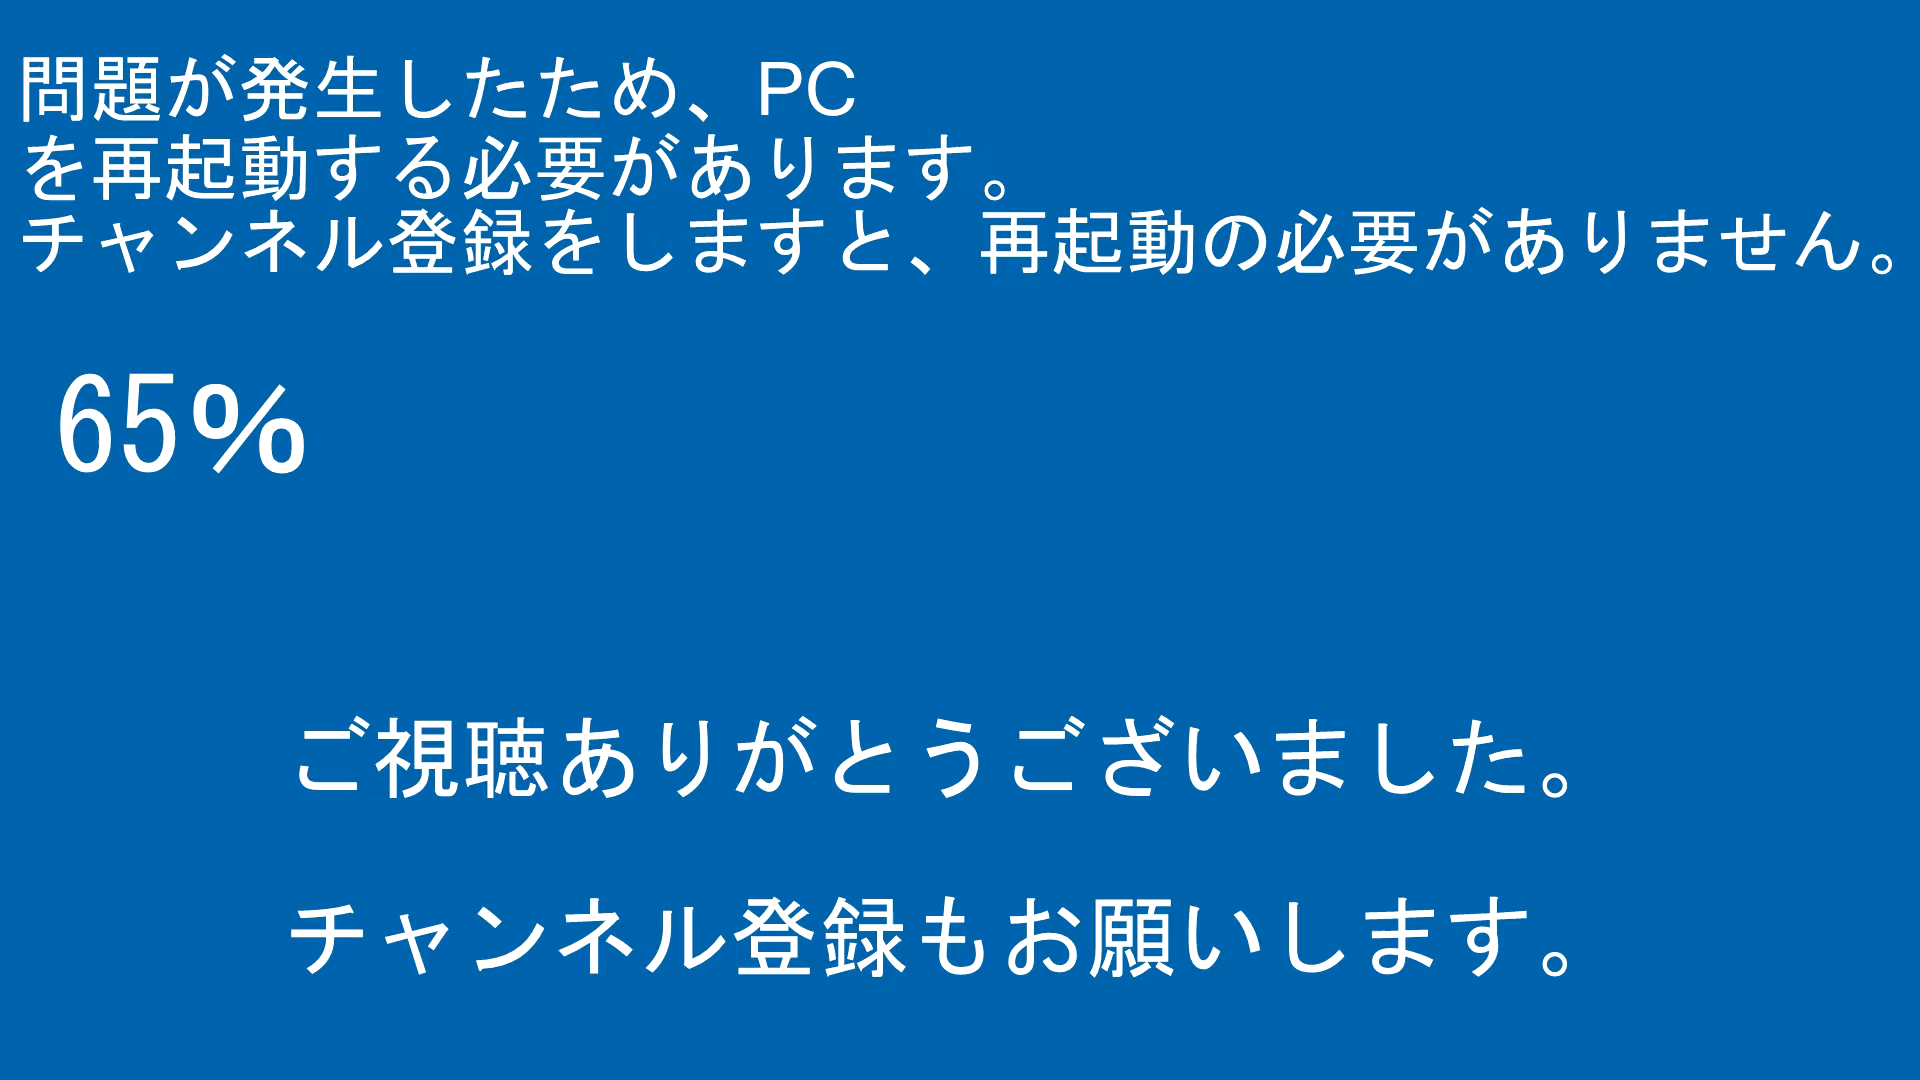 問題が発生したため、PC
を再起動する必要があります。
チャンネル登録をしますと、再起動の必要がありません。
65%
ご視聴ありがとうございました。
チャンネル登録もお願いします。